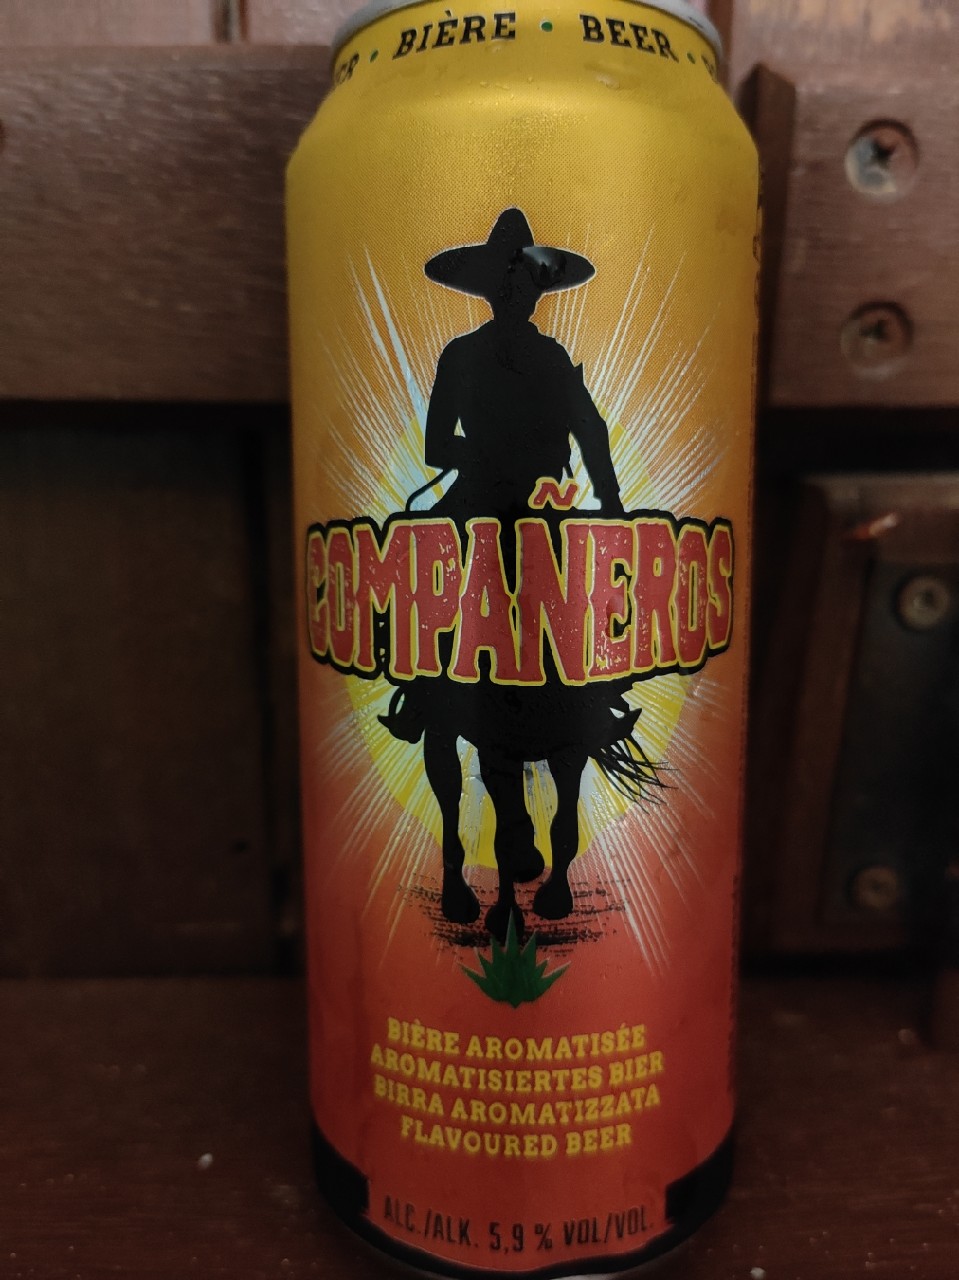 BIÈRE • BEER •
COMPAÑEROS
BIÈRE AROMATISÉE
AROMATISIERTES BIER
BIRRA AROMATIZZATA
FLAVOURED BEER
ALC./ALK. 5,9 % VOL/VOL.